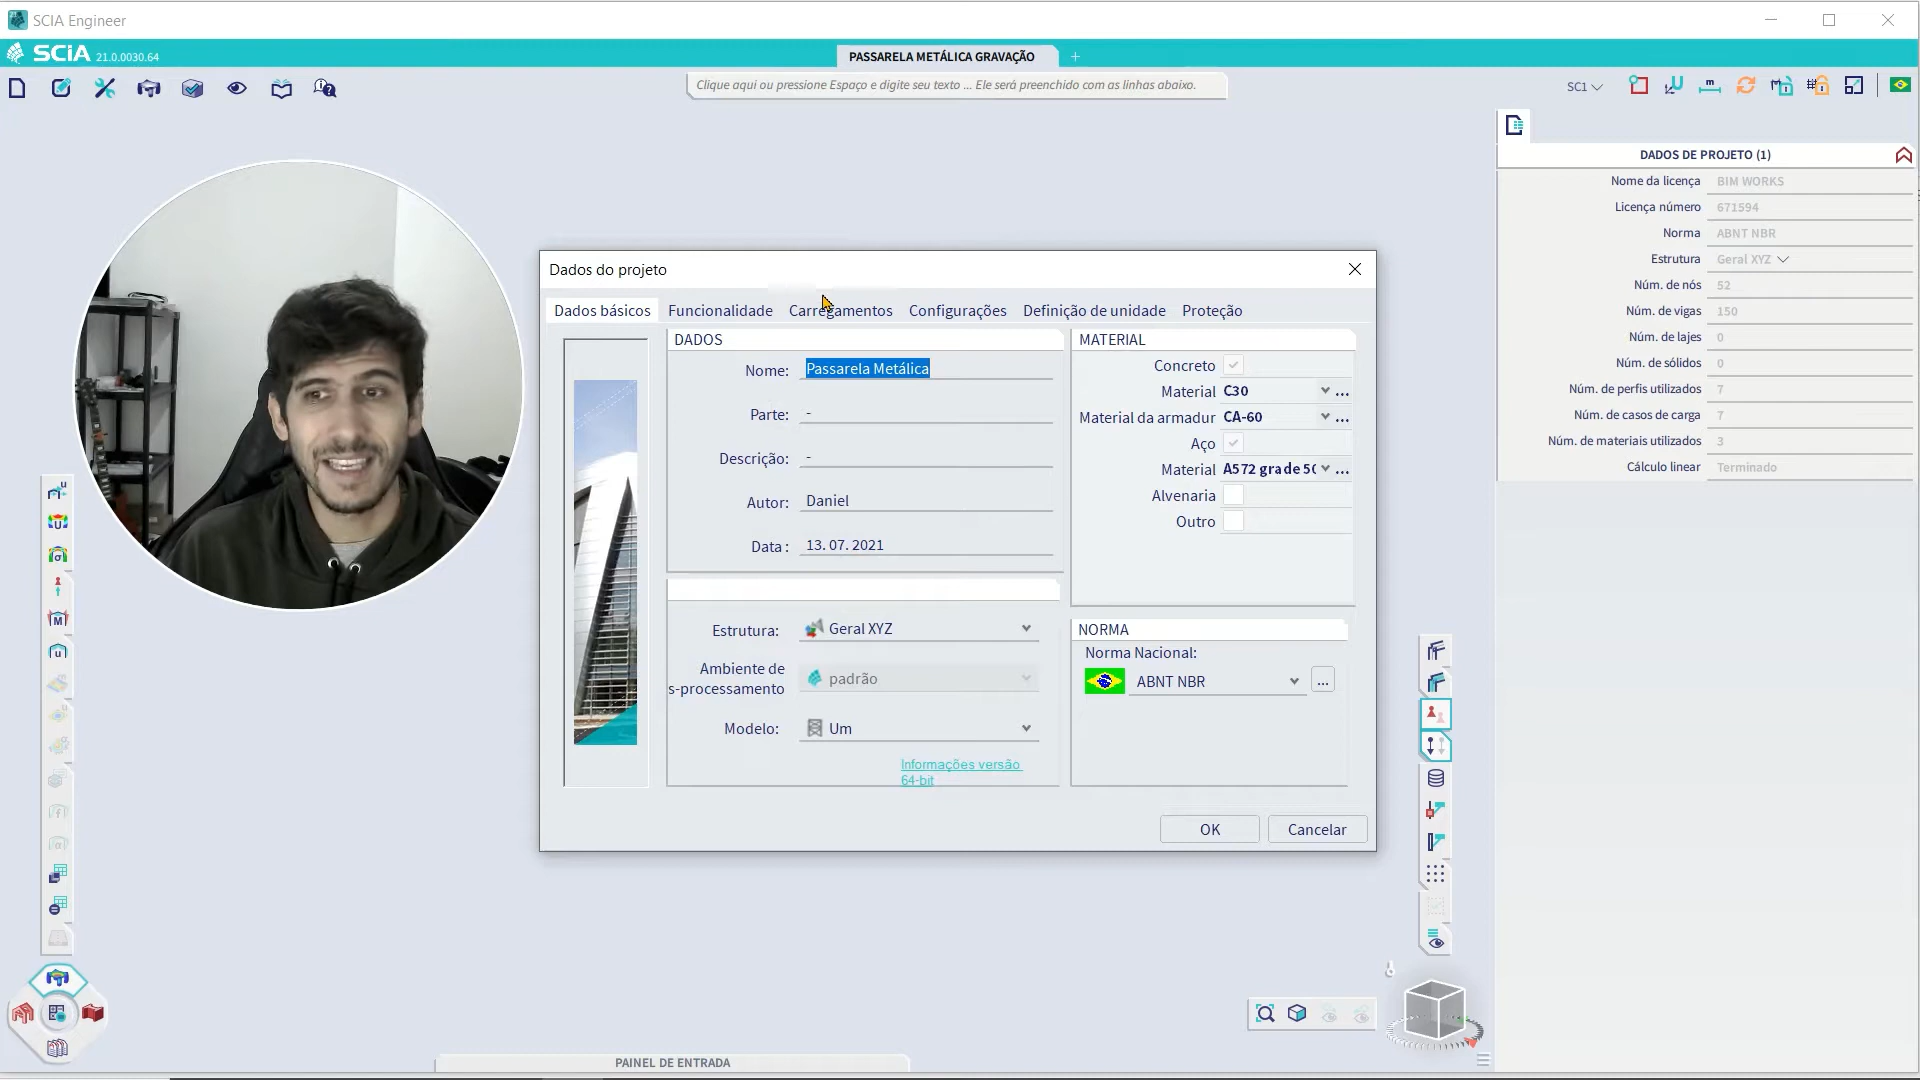 SCIA Engineer
SCiA 21.0.0030.64
PASSARELA METÁLICA GRAVAÇÃO
Clique aqui ou pressione Espaço e digite seu texto ... Ele será preenchido com as linhas abaixo.
SC1
DADOS DE PROJETO (1)
Nome da licença BIM WORKS
Licença número 671594
Norma ABNT NBR
Estrutura Geral XYZ
Núm. de nós 52
Núm. de vigas 150
Núm. de lajes 0
Núm. de sólidos 0
Núm. de perfis utilizados 7
Núm. de casos de carga 7
Núm. de materiais utilizados 3
Cálculo linear Terminado
Dados do projeto
Dados básicos Funcionalidade Carregamentos Configurações Definição de unidade Proteção
DADOS
Nome: Passarela Metálica
Parte: -
Descrição: -
Autor: Daniel
Data : 13. 07. 2021
Estrutura: Geral XYZ
Ambiente de
s-processamento padrão
Modelo: Um
Informações versão
64-bit
MATERIAL
Concreto
Material C30 ...
Material da armadur CA-60 ...
Aço
Material A572 grade 50 ...
Alvenaria
Outro
NORMA
Norma Nacional:
ABNT NBR ...
OK Cancelar
PAINEL DE ENTRADA